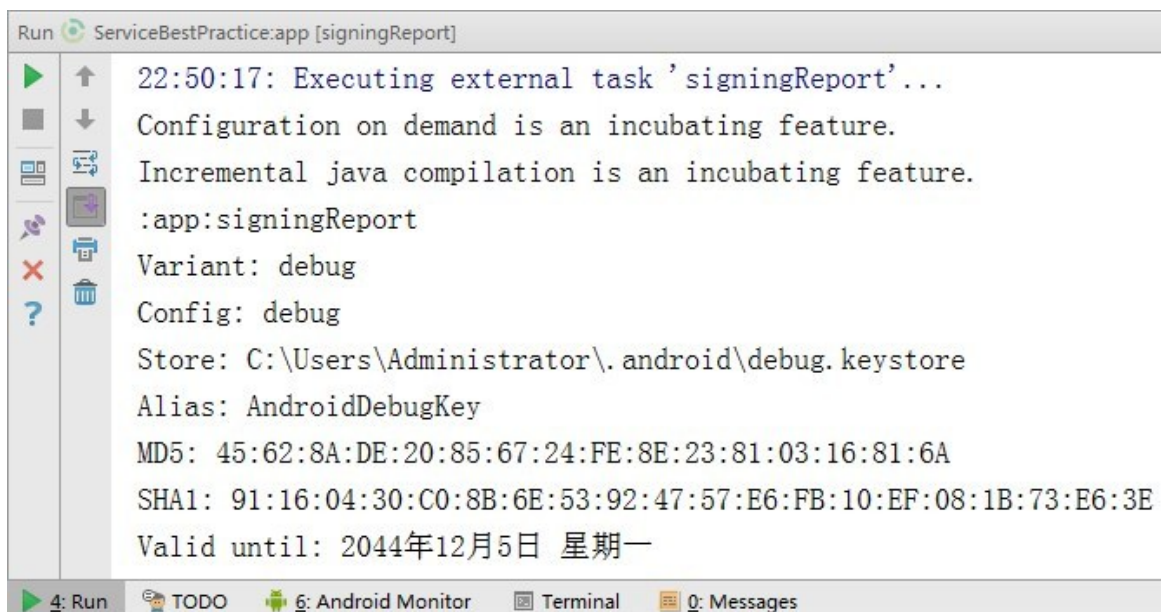 Run ServiceBestPractice:app [signingReport]
22:50:17: Executing external task 'signingReport'...
Configuration on demand is an incubating feature.
Incremental java compilation is an incubating feature.
:app:signingReport
Variant: debug
Config: debug
Store: C:\Users\Administrator\.android\debug.keystore
Alias: AndroidDebugKey
MD5: 45:62:8A:DE:20:85:67:24:FE:8E:23:81:03:16:81:6A
SHA1: 91:16:04:30:C0:8B:6E:53:92:47:57:E6:FB:10:EF:08:1B:73:E6:3E
Valid until: 2044年12月5日 星期一
4: Run TODO 6: Android Monitor Terminal 0: Messages